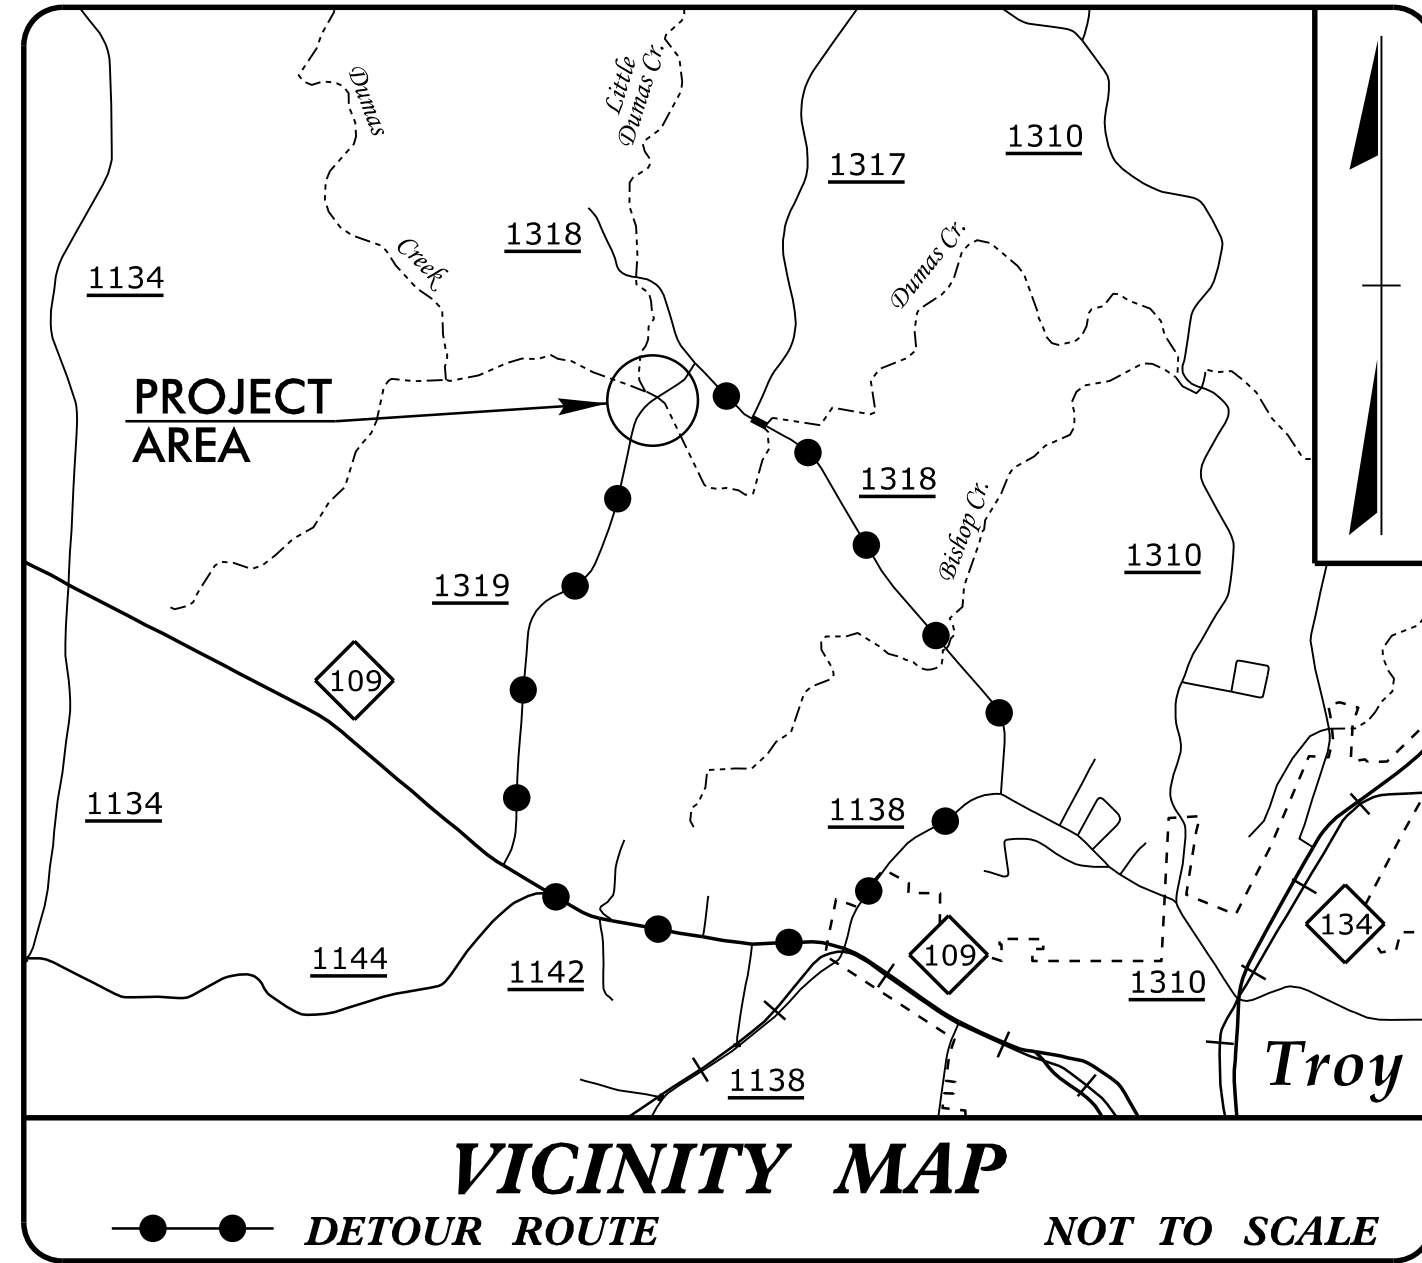 Dumas
Little
Dumas Cr.
1310
1317
1318
Dumas Cr.
Creek
1134
PROJECT
AREA
1318
Bishop Cr.
1310
1319
109
1134
1138
134
109
1144
1142
1310
Troy
1138
VICINITY MAP
DETOUR ROUTE
NOT TO SCALE